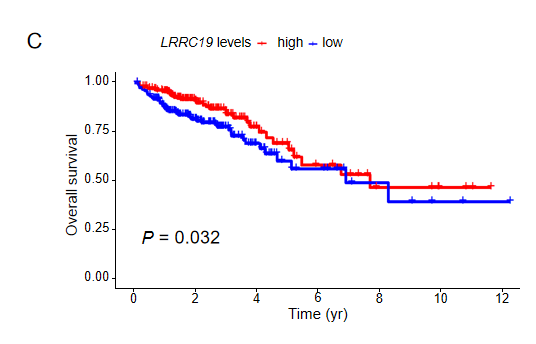 C
LRRC19 levels high low
1.00
0.75
0.50
0.25
0.00
Overall survival
P = 0.032
0 2 4 6 8 10 12
Time (yr)